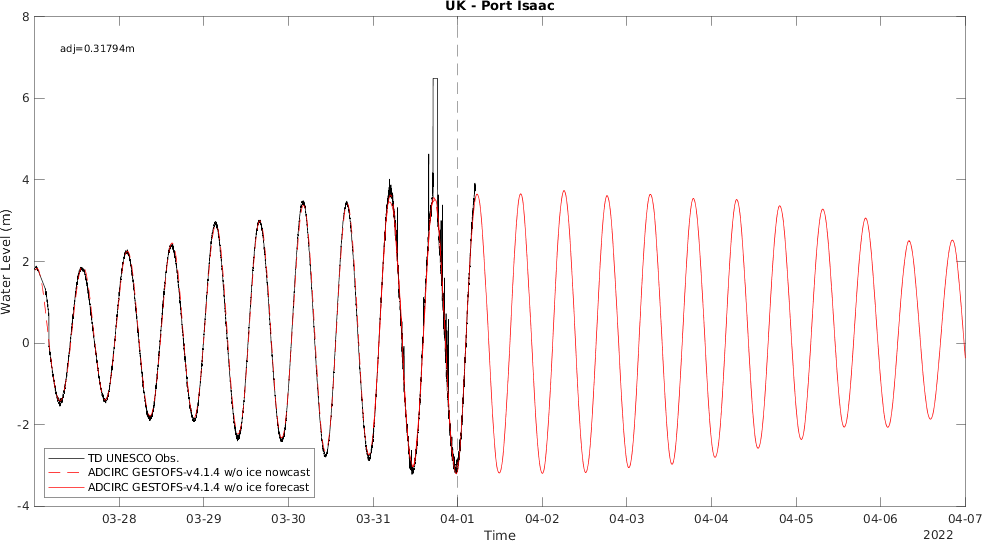 UK - Port Isaac
adj=0.31794m
8
6
4
2
0
-2
-4
Water Level (m)
TD UNESCO Obs.
ADCIRC GESTOFS-v4.1.4 w/o ice nowcast
ADCIRC GESTOFS-v4.1.4 w/o ice forecast
03-28 03-29 03-30 03-31 04-01 04-02 04-03 04-04 04-05 04-06 04-07
Time
2022